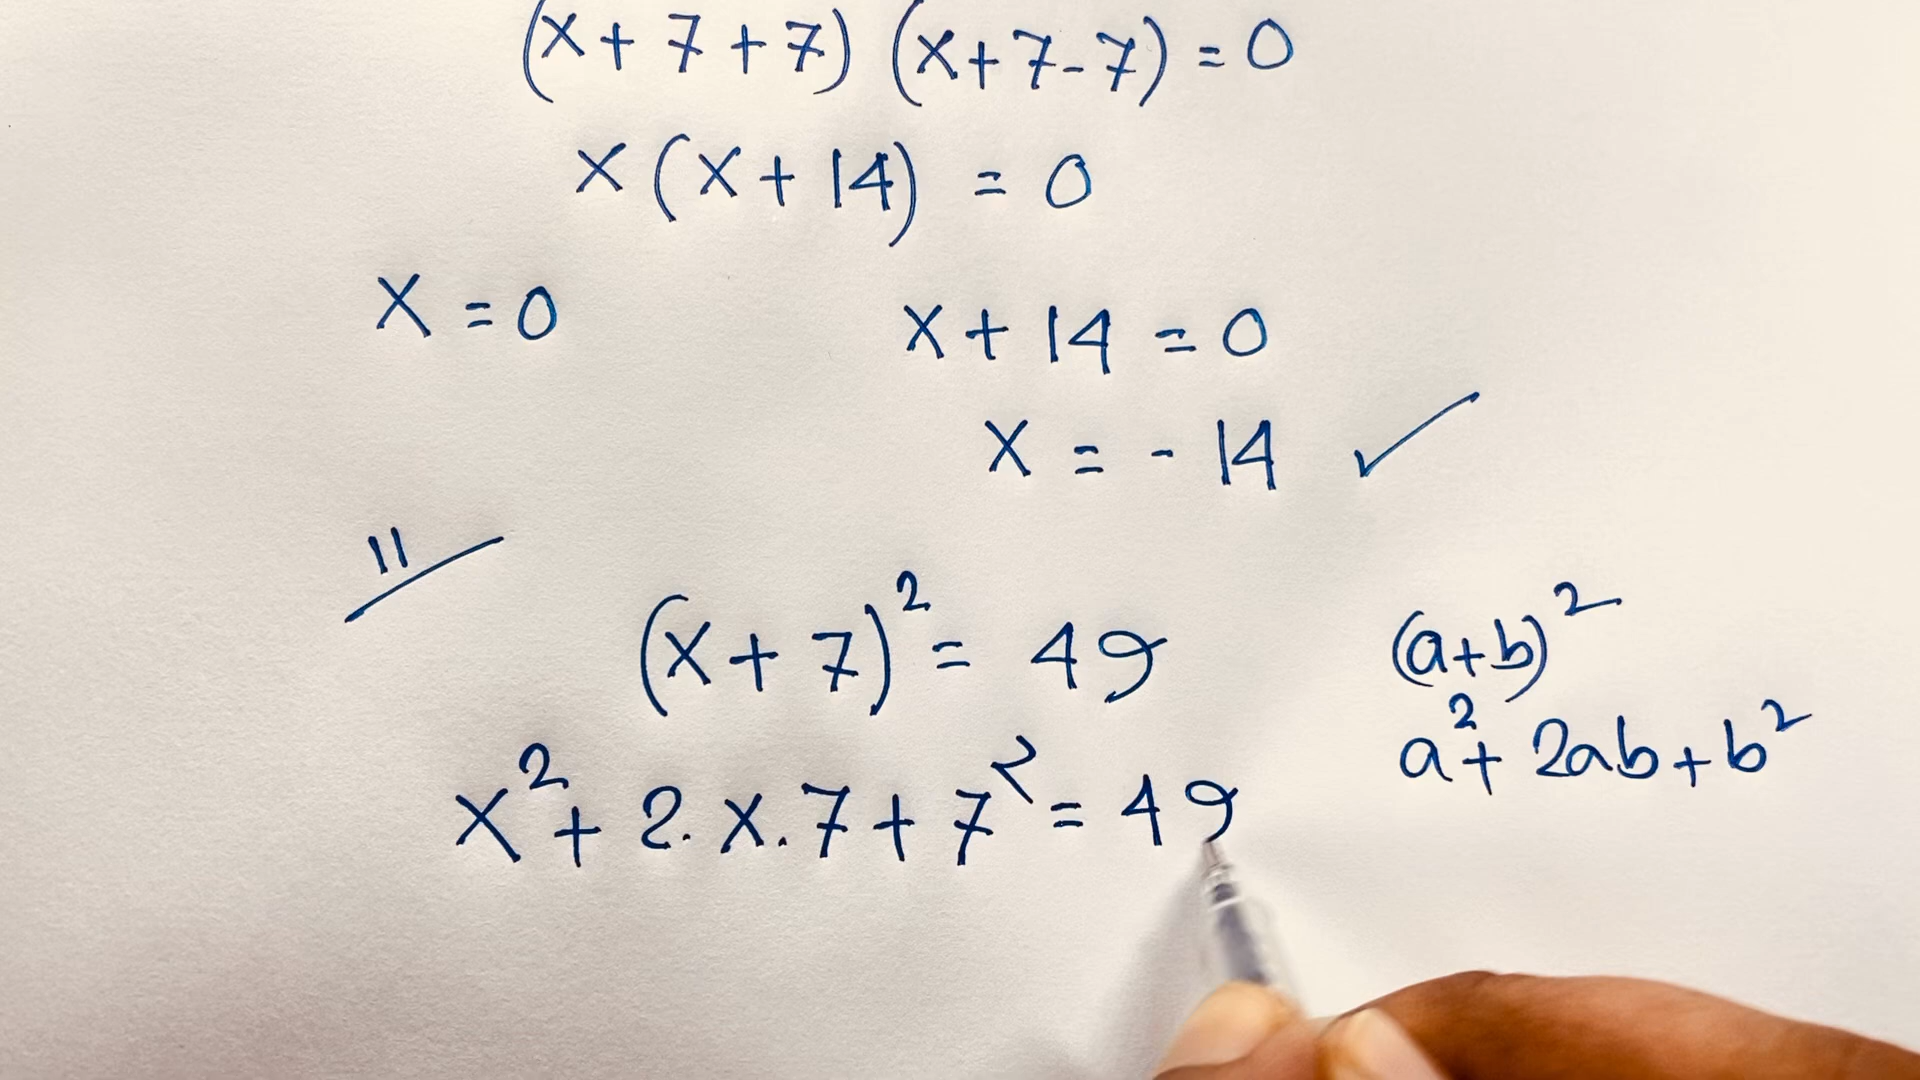 (x+7+7) (x+7-7) = 0
x(x+14) = 0
x = 0
x + 14 = 0
x = - 14 ✓
11
(x+7)² = 49
(a+b)²
a² + 2ab + b²
x² + 2.x.7 + 7² = 49